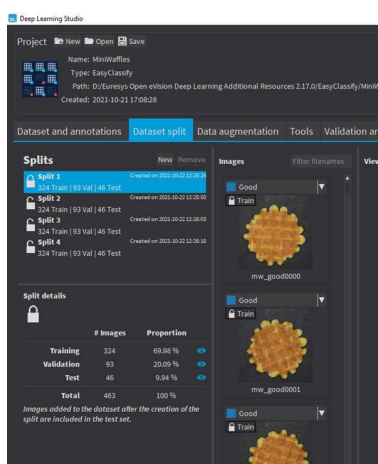 Deep Learning Studio
Project New Open Save
Name: MiniWaffles
Type: EasyClassify
Path: D:/Euresys Open eVision Deep Learning Additional Resources 2.17.0/EasyClassify/MiniW
Created: 2021-10-21 17:08:28
Dataset and annotations Dataset split Data augmentation Tools Validation an
Splits New Remove
Split 1 Created on 2021-10-22 12:25:24
324 Train | 93 Val | 46 Test
Split 2 Created on 2021-10-22 12:25:50
324 Train | 93 Val | 46 Test
Split 3 Created on 2021-10-22 12:26:03
324 Train | 93 Val | 46 Test
Split 4 Created on 2021-10-22 12:26:18
324 Train | 93 Val | 46 Test
Split details
# Images Proportion
Training 324 69.98 %
Validation 93 20.09 %
Test 46 9.94 %
Total 463 100 %
Images added to the dataset after the creation of the
split are included in the test set.
Images Filter filenames View
Good
Train
mw_good0000
Good
Train
mw_good0001
Good
Train